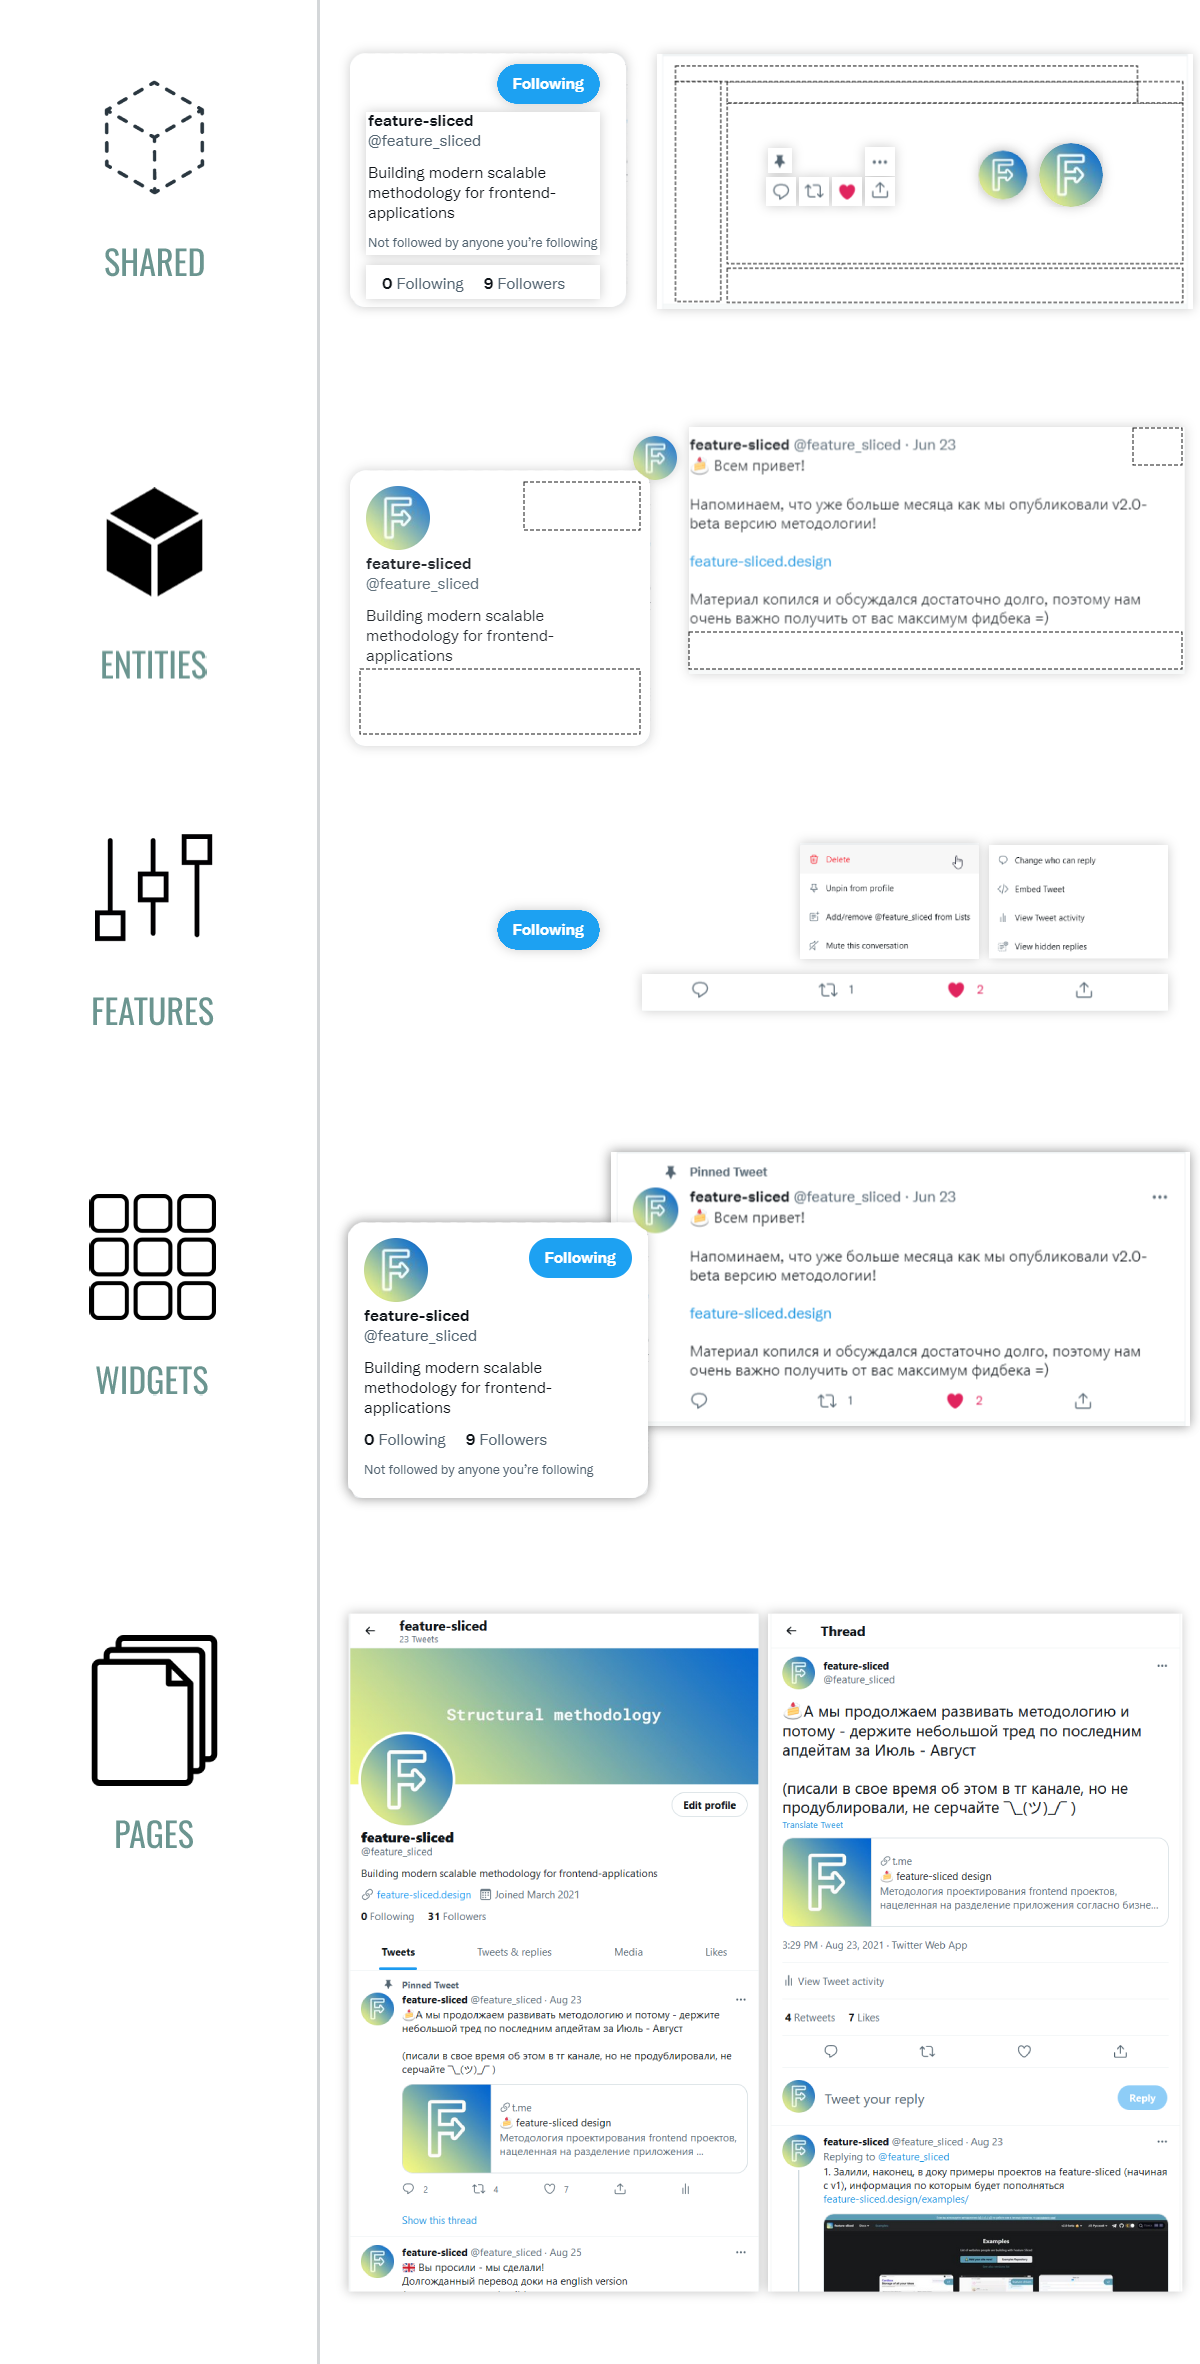 SHARED
Following
feature-sliced
@feature_sliced
Building modern scalable
methodology for frontend-
applications
Not followed by anyone you're following
0 Following 9 Followers
ENTITIES
feature-sliced
@feature_sliced
Building modern scalable
methodology for frontend-
applications
feature-sliced @feature_sliced · Jun 23
🍰 Всем привет!
Напоминаем, что уже больше месяца как мы опубликовали v2.0-
beta версию методологии!
feature-sliced.design
Материал копился и обсуждался достаточно долго, поэтому нам
очень важно получить от вас максимум фидбека =)
FEATURES
Following
Delete
Unpin from profile
Add/remove @feature_sliced from Lists
Mute this conversation
Change who can reply
Embed Tweet
View Tweet activity
View hidden replies
1 2
WIDGETS
Following
feature-sliced
@feature_sliced
Building modern scalable
methodology for frontend-
applications
0 Following 9 Followers
Not followed by anyone you're following
Pinned Tweet
feature-sliced @feature_sliced · Jun 23
🍰 Всем привет!
Напоминаем, что уже больше месяца как мы опубликовали v2.0-
beta версию методологии!
feature-sliced.design
Материал копился и обсуждался достаточно долго, поэтому нам
очень важно получить от вас максимум фидбека =)
1 2
PAGES
feature-sliced
23 Tweets
Structural methodology
Edit profile
feature-sliced
@feature_sliced
Building modern scalable methodology for frontend-applications
feature-sliced.design Joined March 2021
0 Following 31 Followers
Tweets Tweets & replies Media Likes
Pinned Tweet
feature-sliced @feature_sliced · Aug 23
🍰А мы продолжаем развивать методологию и потому - держите
небольшой тред по последним апдейтам за Июль - Август
(писали в свое время об этом в тг канале, но не продублировали, не
серчайте ¯\_(ツ)_/¯ )
t.me
🍰 feature-sliced design
Методология проектирования frontend проектов,
нацеленная на разделение приложения ...
2 4 7
Show this thread
feature-sliced @feature_sliced · Aug 25
🇬🇧 Вы просили - мы сделали!
Долгожданный перевод доки на english version
Thread
feature-sliced
@feature_sliced
🍰А мы продолжаем развивать методологию и
потому - держите небольшой тред по последним
апдейтам за Июль - Август
(писали в свое время об этом в тг канале, но не
продублировали, не серчайте ¯\_(ツ)_/¯ )
Translate Tweet
t.me
🍰 feature-sliced design
Методология проектирования frontend проектов,
нацеленная на разделение приложения согласно бизне...
3:29 PM · Aug 23, 2021 · Twitter Web App
View Tweet activity
4 Retweets 7 Likes
Tweet your reply
Reply
feature-sliced @feature_sliced · Aug 23
Replying to @feature_sliced
1. Залили, наконец, в доку примеры проектов на feature-sliced (начиная
с v1), информация по которым будет пополняться
feature-sliced.design/examples/
Examples